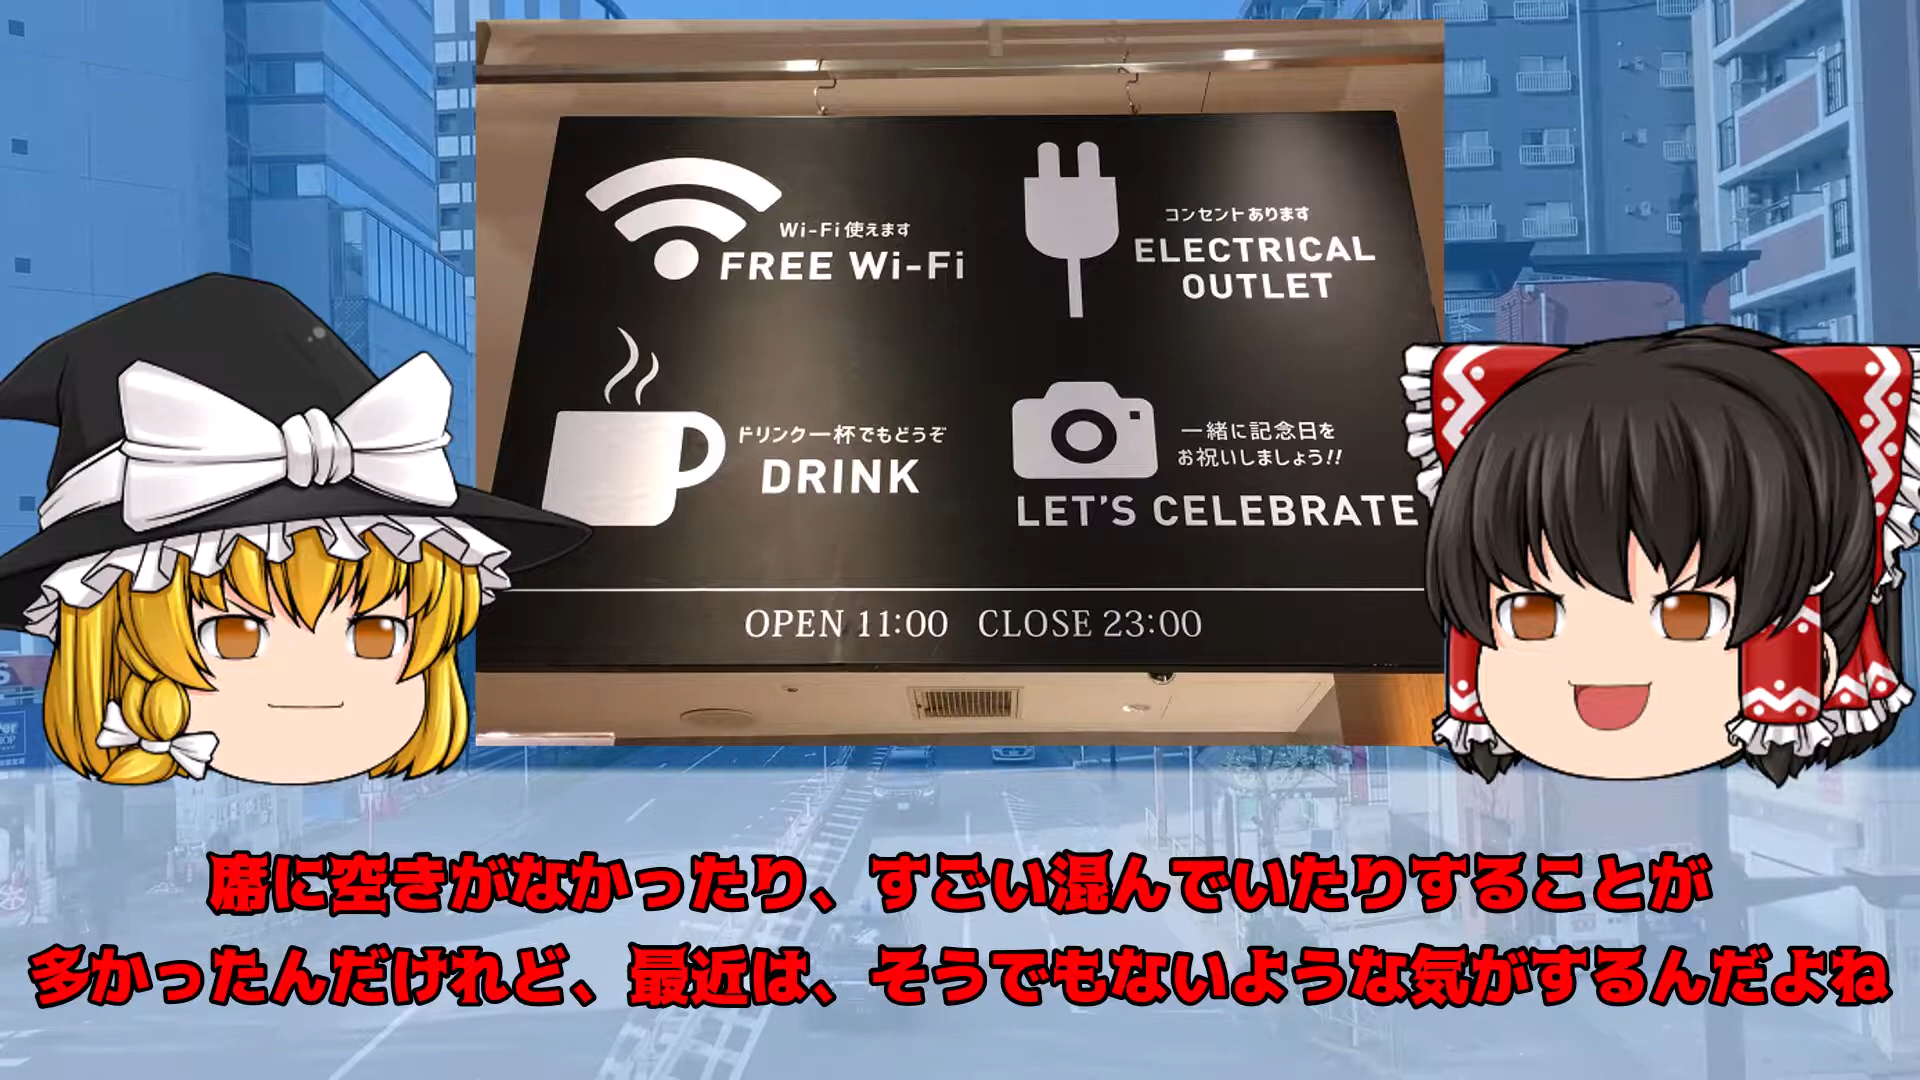 Wi-Fi使えます
FREE Wi-Fi
コンセントあります
ELECTRICAL
OUTLET
ドリンク一杯でもどうぞ
DRINK
一緒に記念日を
お祝いしましょう!!
LET'S CELEBRATE
OPEN 11:00 CLOSE 23:00
席に空きがなかったり、すごい混んでいたりすることが
多かったんだけれど、最近は、そうでもないような気がするんだよね